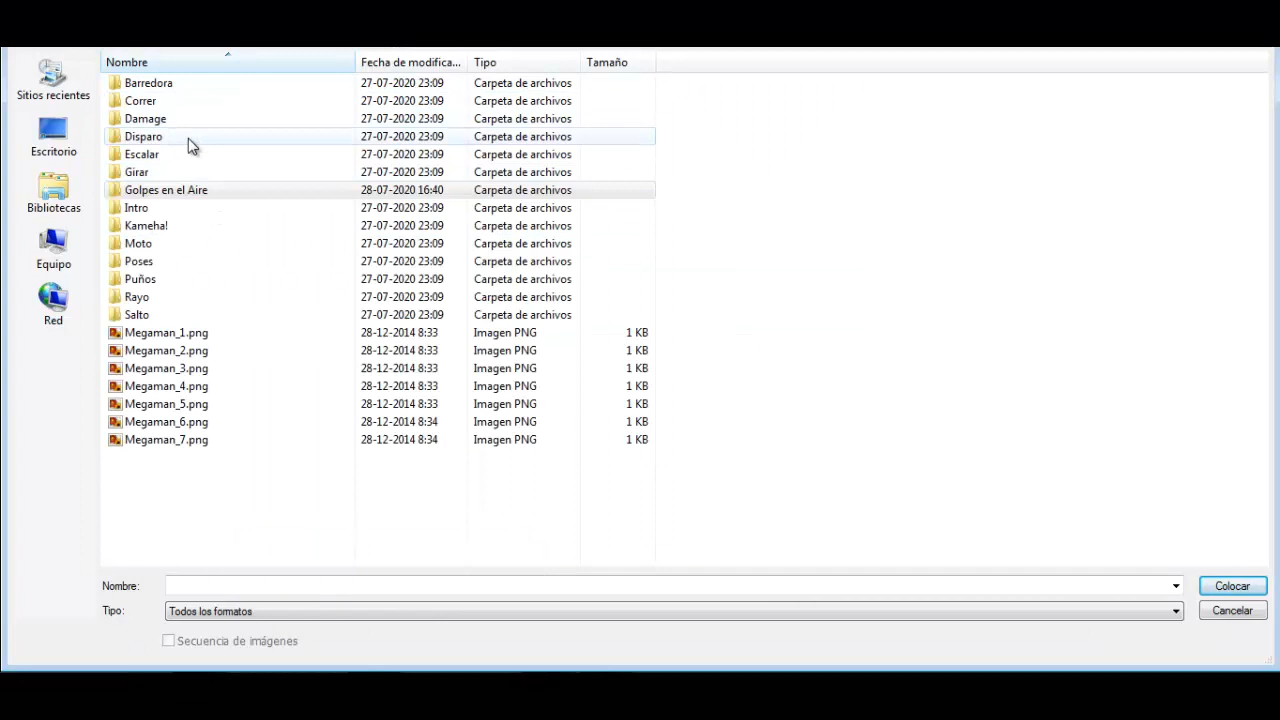 Nombre Fecha de modifica... Tipo Tamaño
Sitios recientes
Escritorio
Bibliotecas
Equipo
Red
Barredora 27-07-2020 23:09 Carpeta de archivos
Correr 27-07-2020 23:09 Carpeta de archivos
Damage 27-07-2020 23:09 Carpeta de archivos
Disparo 27-07-2020 23:09 Carpeta de archivos
Escalar 27-07-2020 23:09 Carpeta de archivos
Girar 27-07-2020 23:09 Carpeta de archivos
Golpes en el Aire 28-07-2020 16:40 Carpeta de archivos
Intro 27-07-2020 23:09 Carpeta de archivos
Kameha! 27-07-2020 23:09 Carpeta de archivos
Moto 27-07-2020 23:09 Carpeta de archivos
Poses 27-07-2020 23:09 Carpeta de archivos
Puños 27-07-2020 23:09 Carpeta de archivos
Rayo 27-07-2020 23:09 Carpeta de archivos
Salto 27-07-2020 23:09 Carpeta de archivos
Megaman_1.png 28-12-2014 8:33 Imagen PNG 1 KB
Megaman_2.png 28-12-2014 8:33 Imagen PNG 1 KB
Megaman_3.png 28-12-2014 8:33 Imagen PNG 1 KB
Megaman_4.png 28-12-2014 8:33 Imagen PNG 1 KB
Megaman_5.png 28-12-2014 8:33 Imagen PNG 1 KB
Megaman_6.png 28-12-2014 8:34 Imagen PNG 1 KB
Megaman_7.png 28-12-2014 8:34 Imagen PNG 1 KB
Nombre: Colocar
Tipo: Todos los formatos Cancelar
Secuencia de imágenes